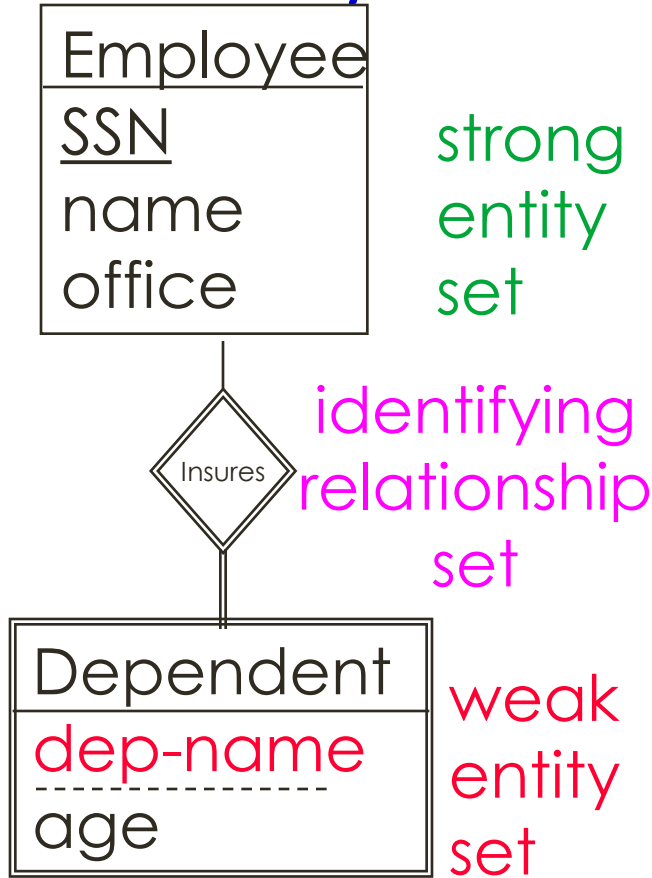 Employee
SSN
name
office
strong
entity
set
Insures
identifying
relationship
set
Dependent
dep-name
age
weak
entity
set